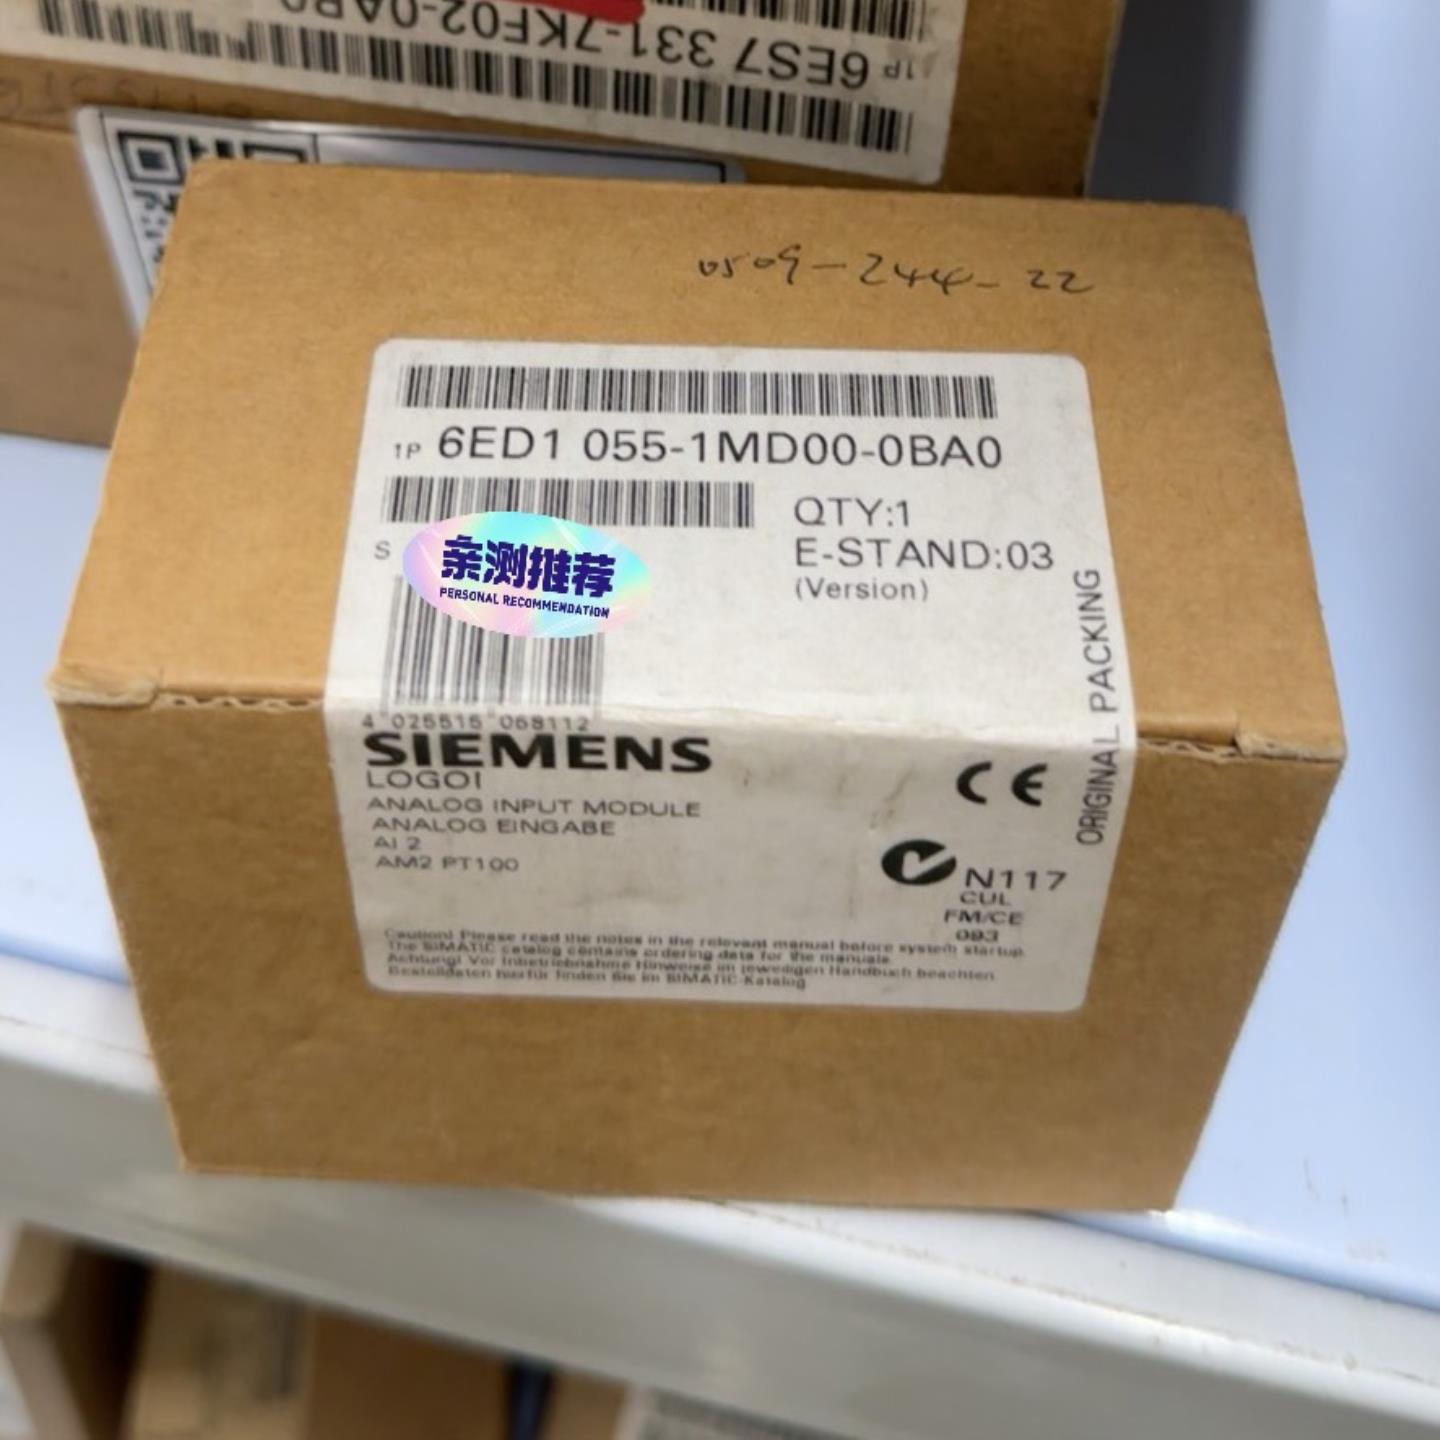 1P 6ES7 331-7KF02-0AB0
0509-244-22
1P 6ED1 055-1MD00-0BA0
QTY:1
E-STAND:03
(Version)
S
亲测推荐
PERSONAL RECOMMENDATION
4 025515 068112
ORIGINAL PACKING
SIEMENS
LOGO!
ANALOG INPUT MODULE
ANALOG EINGABE
AI 2
AM2 PT100
CE
N117
CUL
FM/CE
093
Caution! Please read the notes in the relevant manual before system startup.
The SIMATIC catalog contains ordering data for the manuals.
Achtung! Vor Inbetriebnahme Hinweise im jeweiligen Handbuch beachten.
Bestelldaten hierfür finden Sie im SIMATIC-Katalog